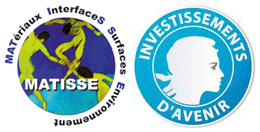 MATériaux InterfaceS Surfaces Environnement
MATISSE
INVESTISSEMENTS
D'AVENIR